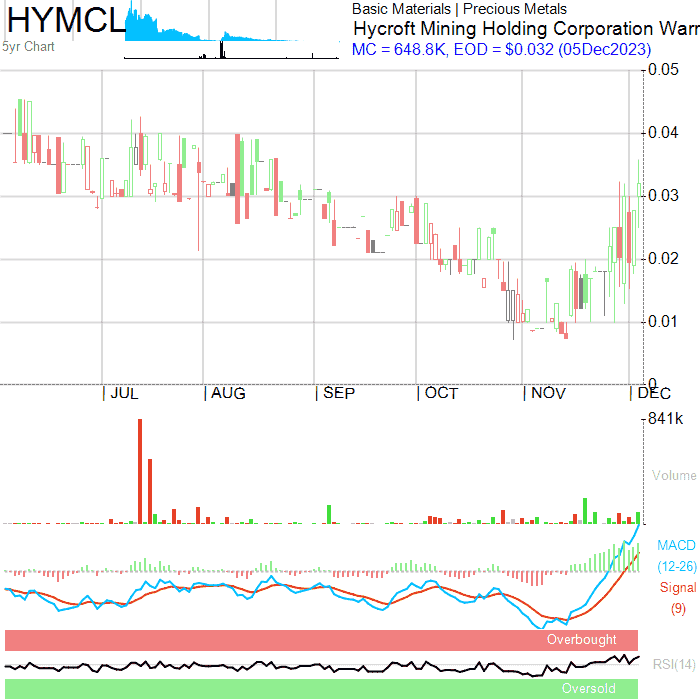 HYMCL
5yr Chart
Basic Materials | Precious Metals
Hycroft Mining Holding Corporation Warr
MC = 648.8K, EOD = $0.032 (05Dec2023)
0.05
0.04
0.03
0.02
0.01
0
| JUL | AUG | SEP | OCT | NOV | DEC
841k
Volume
MACD
(12-26)
Signal
(9)
Overbought
RSI(14)
Oversold